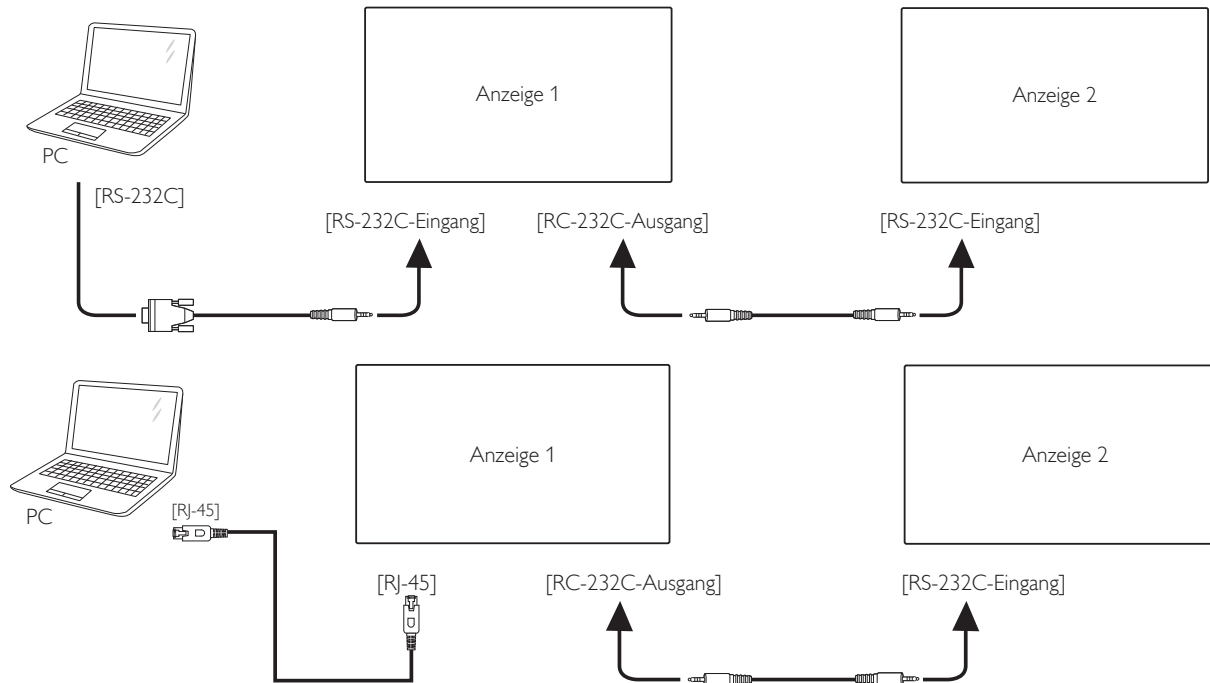 Anzeige 1
Anzeige 2
PC
[RS-232C]
[RS-232C-Eingang]
[RC-232C-Ausgang]
[RS-232C-Eingang]
Anzeige 1
Anzeige 2
PC
[RJ-45]
[RJ-45]
[RC-232C-Ausgang]
[RS-232C-Eingang]